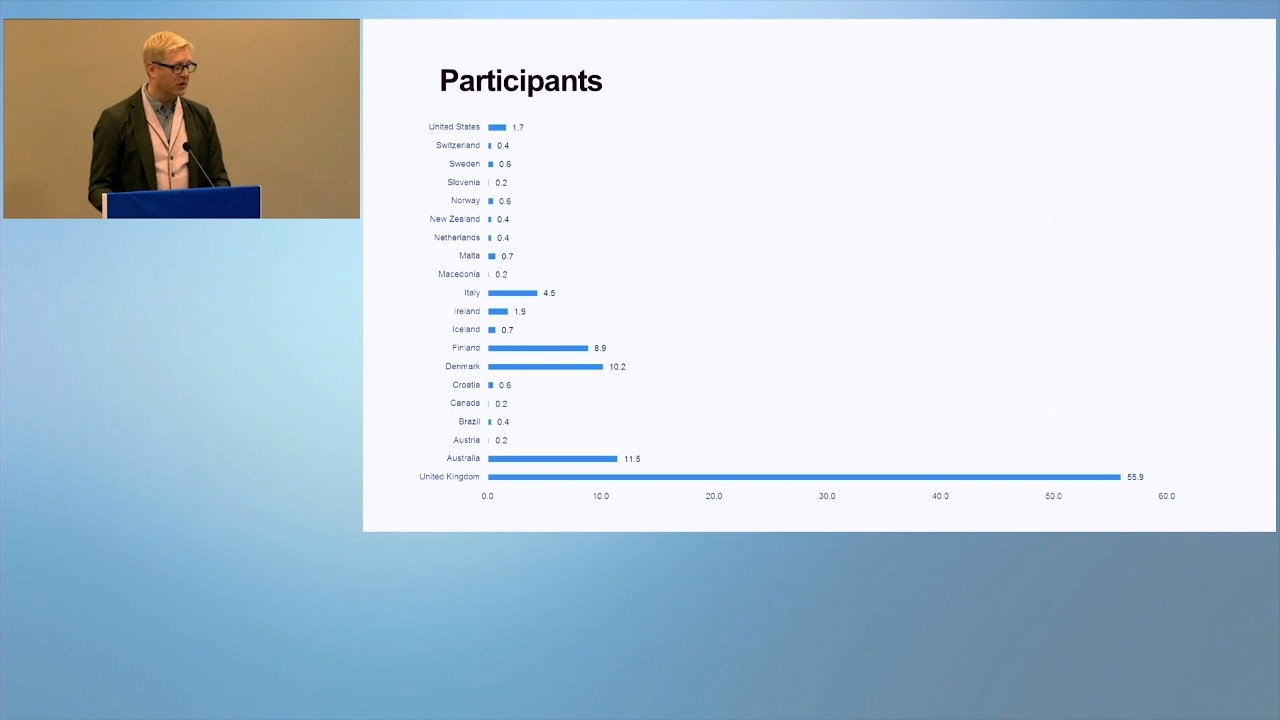 Participants
United States 1.7
Switzerland 0.4
Sweden 0.6
Slovenia 0.2
Norway 0.6
New Zealand 0.4
Netherlands 0.4
Malta 0.7
Macedonia 0.2
Italy 4.5
Ireland 1.9
Iceland 0.7
Finland 8.9
Denmark 10.2
Croatia 0.6
Canada 0.2
Brazil 0.4
Austria 0.2
Australia 11.5
United Kingdom 55.9
0.0 10.0 20.0 30.0 40.0 50.0 60.0